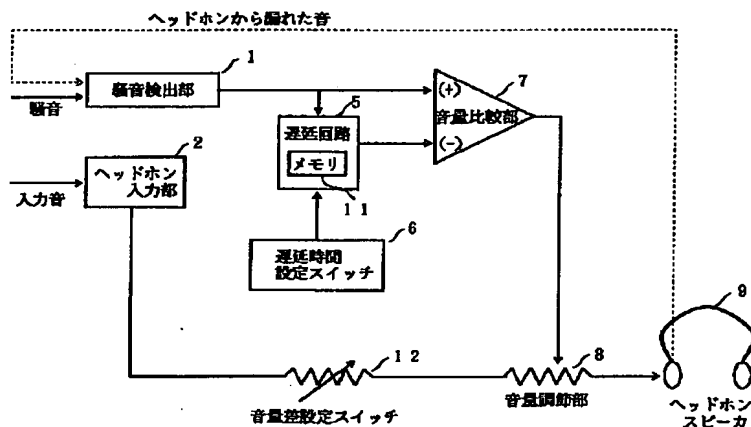 ヘッドホンから漏れた音
1
騒音検出部
騒音
5
遅延回路
メモリ
11
7
(+)
音量比較部
(-)
2
ヘッドホン
入力部
入力音
6
遅延時間
設定スイッチ
12
音量差設定スイッチ
8
音量調節部
9
ヘッドホン
スピーカ